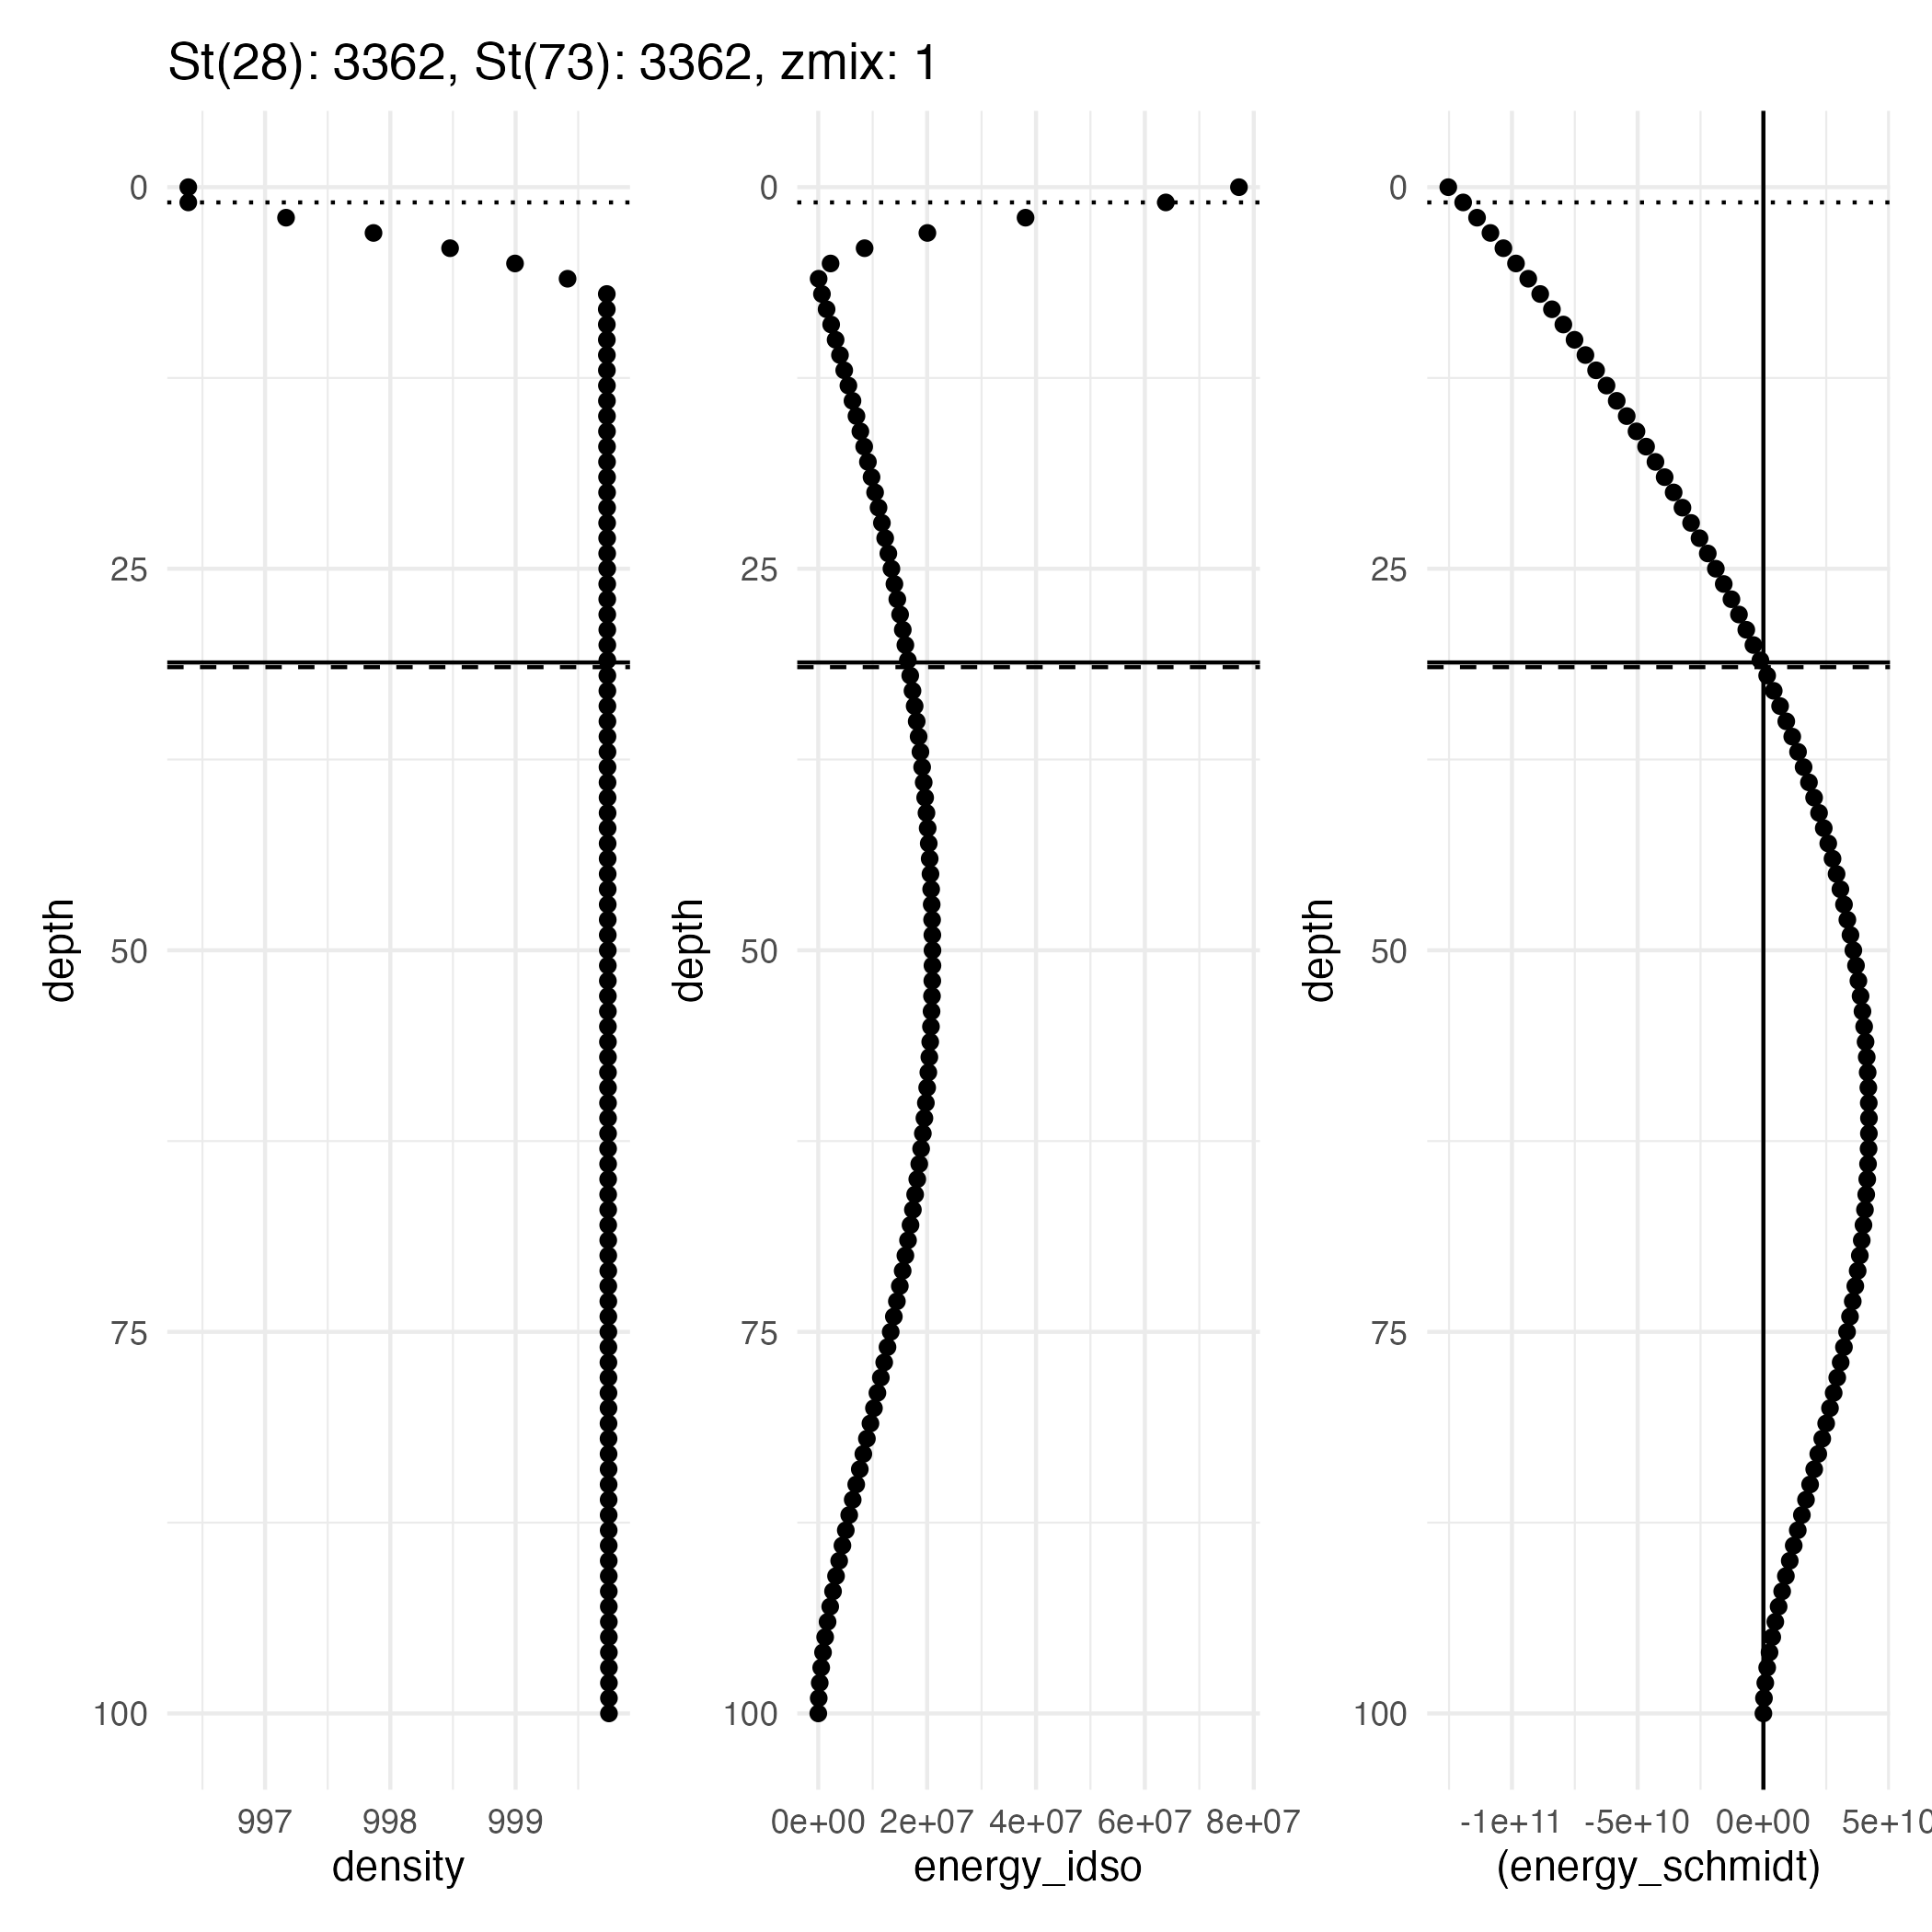 St(28): 3362, St(73): 3362, zmix: 1
0
25
50
75
100
depth
997 998 999
density
0
25
50
75
100
depth
0e+00 2e+07 4e+07 6e+07 8e+07
energy_idso
0
25
50
75
100
depth
-1e+11 -5e+10 0e+00 5e+10
(energy_schmidt)